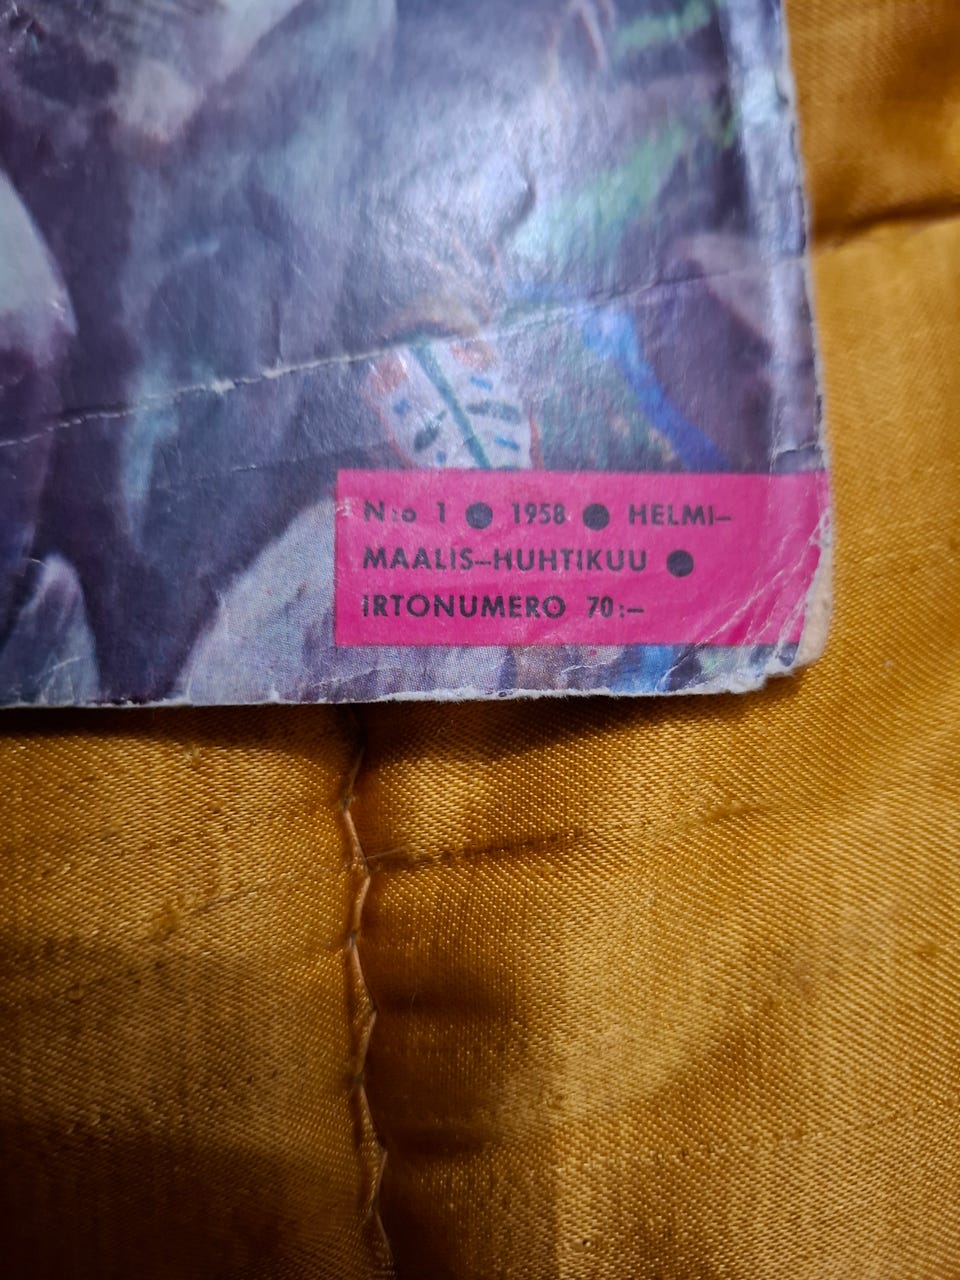 N:o 1 ● 1958 ● HELMI–
MAALIS–HUHTIKUU ●
IRTONUMERO 70:–